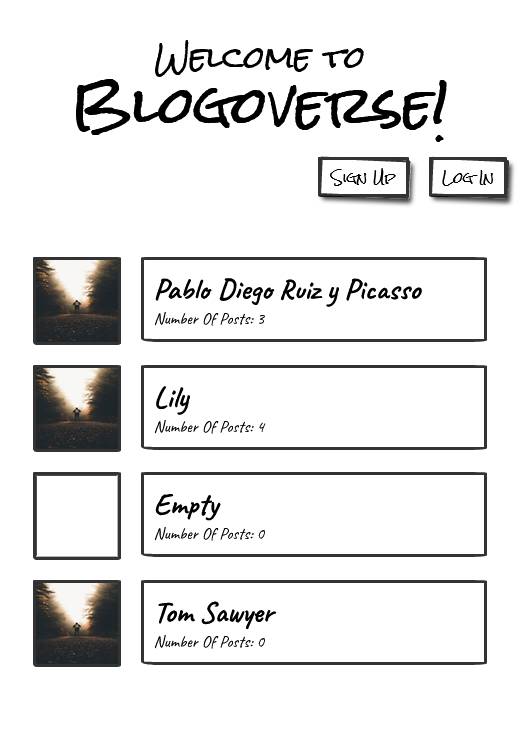 Welcome to
Blogoverse!
Sign Up
Log In
Pablo Diego Ruiz y Picasso
Number Of Posts: 3
Lily
Number Of Posts: 4
Empty
Number Of Posts: 0
Tom Sawyer
Number Of Posts: 0